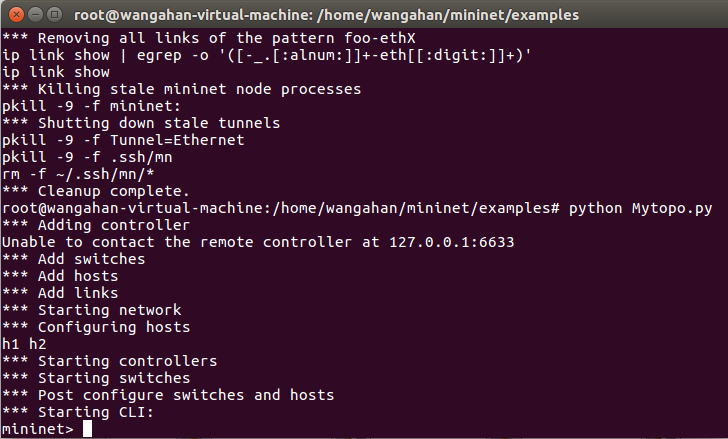 root@wangahan-virtual-machine: /home/wangahan/mininet/examples
*** Removing all links of the pattern foo-ethX
ip link show | egrep -o '([-_.[:alnum:]]+-eth[[:digit:]]+)'
ip link show
*** Killing stale mininet node processes
pkill -9 -f mininet:
*** Shutting down stale tunnels
pkill -9 -f Tunnel=Ethernet
pkill -9 -f .ssh/mn
rm -f ~/.ssh/mn/*
*** Cleanup complete.
root@wangahan-virtual-machine:/home/wangahan/mininet/examples# python Mytopo.py
*** Adding controller
Unable to contact the remote controller at 127.0.0.1:6633
*** Add switches
*** Add hosts
*** Add links
*** Starting network
*** Configuring hosts
h1 h2
*** Starting controllers
*** Starting switches
*** Post configure switches and hosts
*** Starting CLI:
mininet>